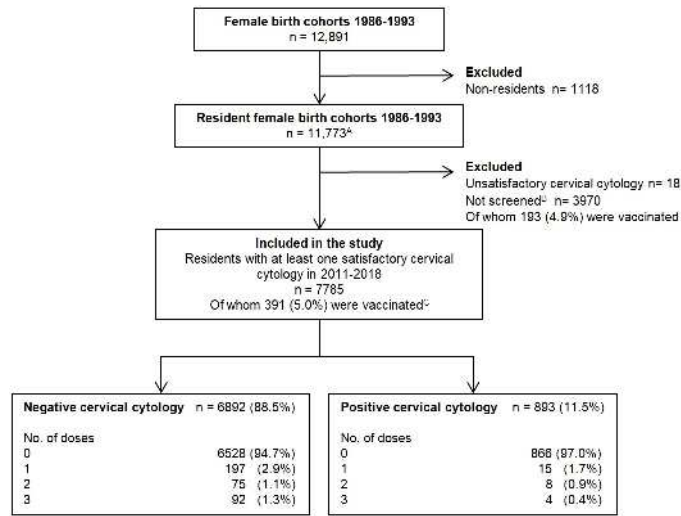 Female birth cohorts 1986-1993
n = 12,891
Excluded
Non-residents n= 1118
Resident female birth cohorts 1986-1993
n = 11,773ᴬ
Excluded
Unsatisfactory cervical cytology n= 18
Not screened n= 3970
Of whom 193 (4.9%) were vaccinated
Included in the study
Residents with at least one satisfactory cervical
cytology in 2011-2018
n = 7785
Of whom 391 (5.0%) were vaccinated
Negative cervical cytology n= 6892 (88.5%)
No. of doses
0 6528 (94.7%)
1 197 (2.9%)
2 75 (1.1%)
3 92 (1.3%)
Positive cervical cytology n= 893 (11.5%)
No. of doses
0 866 (97.0%)
1 15 (1.7%)
2 8 (0.9%)
3 4 (0.4%)